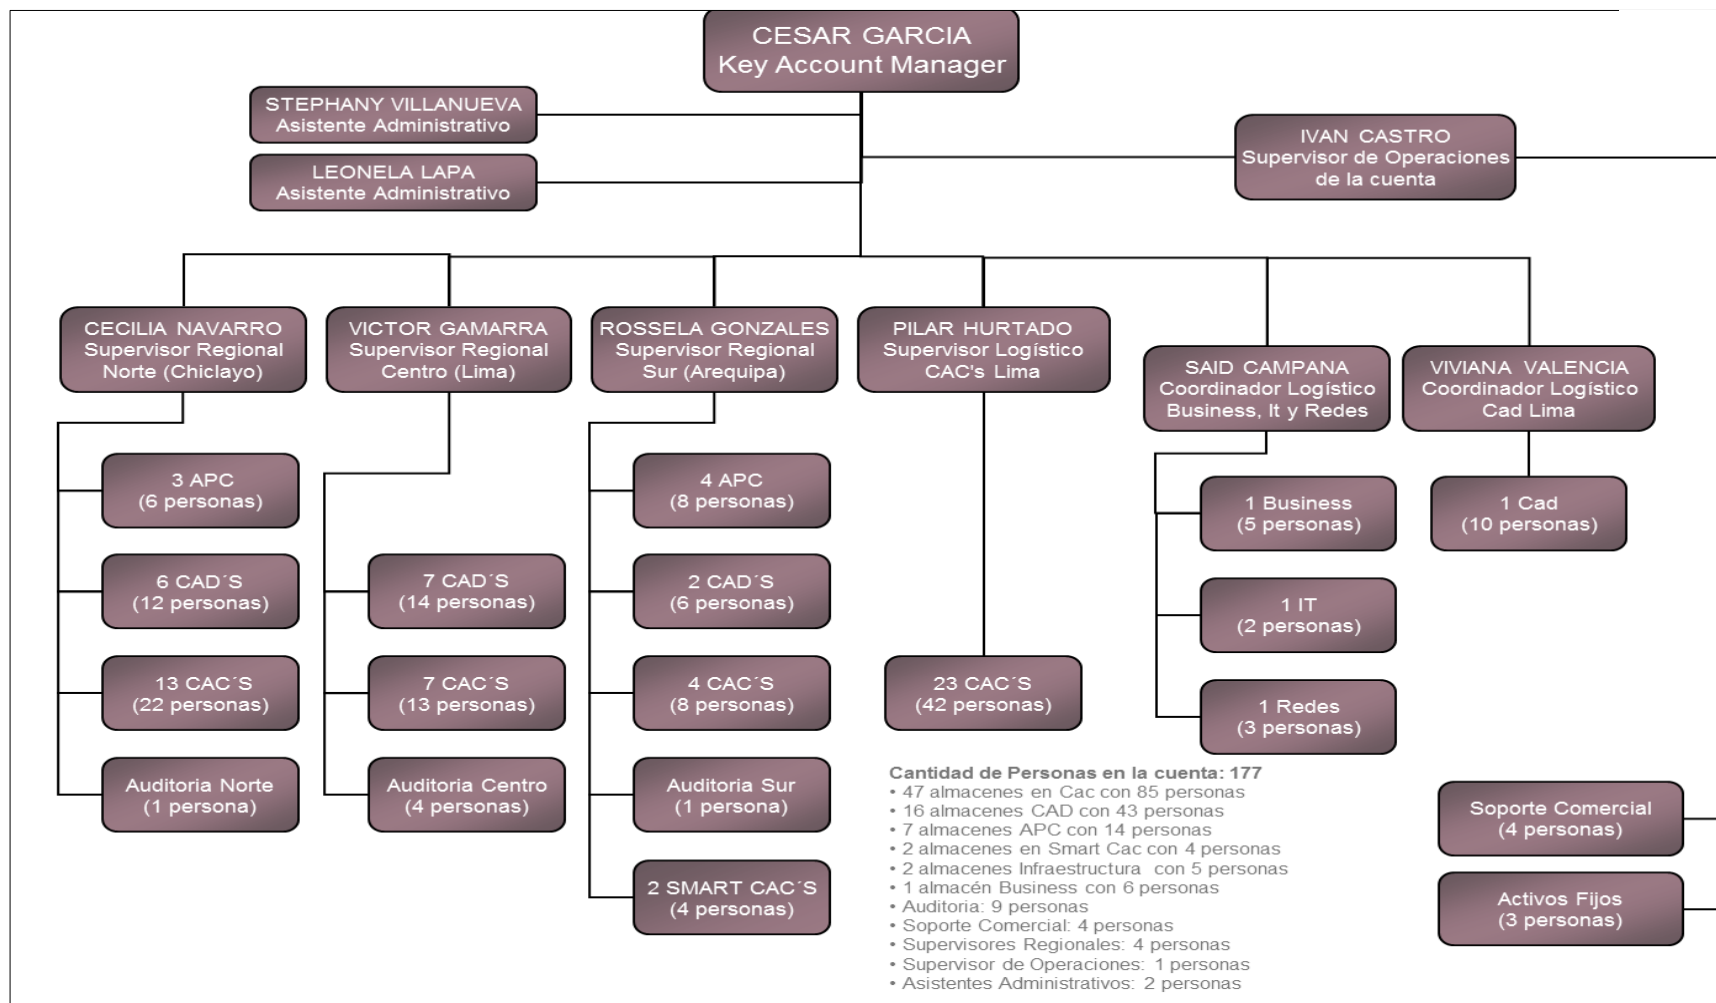 CESAR GARCIA
Key Account Manager
STEPHANY VILLANUEVA
Asistente Administrativo
LEONELA LAPA
Asistente Administrativo
IVAN CASTRO
Supervisor de Operaciones
de la cuenta
CECILIA NAVARRO
Supervisor Regional
Norte (Chiclayo)
VICTOR GAMARRA
Supervisor Regional
Centro (Lima)
ROSSELA GONZALES
Supervisor Regional
Sur (Arequipa)
PILAR HURTADO
Supervisor Logístico
CAC's Lima
SAID CAMPANA
Coordinador Logístico
Business, It y Redes
VIVIANA VALENCIA
Coordinador Logístico
Cad Lima
3 APC
(6 personas)
6 CAD´S
(12 personas)
13 CAC´S
(22 personas)
Auditoria Norte
(1 persona)
7 CAD´S
(14 personas)
7 CAC´S
(13 personas)
Auditoria Centro
(4 personas)
4 APC
(8 personas)
2 CAD´S
(6 personas)
4 CAC´S
(8 personas)
Auditoria Sur
(1 persona)
2 SMART CAC´S
(4 personas)
23 CAC´S
(42 personas)
1 Business
(5 personas)
1 IT
(2 personas)
1 Redes
(3 personas)
1 Cad
(10 personas)
Cantidad de Personas en la cuenta: 177
• 47 almacenes en Cac con 85 personas
• 16 almacenes CAD con 43 personas
• 7 almacenes APC con 14 personas
• 2 almacenes en Smart Cac con 4 personas
• 2 almacenes Infraestructura con 5 personas
• 1 almacén Business con 6 personas
• Auditoria: 9 personas
• Soporte Comercial: 4 personas
• Supervisores Regionales: 4 personas
• Supervisor de Operaciones: 1 personas
• Asistentes Administrativos: 2 personas
Soporte Comercial
(4 personas)
Activos Fijos
(3 personas)